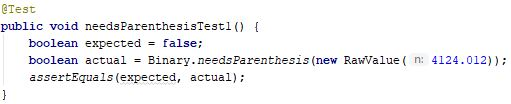 @Test
public void needsParenthesisTest1() {
    boolean expected = false;
    boolean actual = Binary.needsParenthesis(new RawValue( n: 4124.012));
    assertEquals(expected, actual);
}